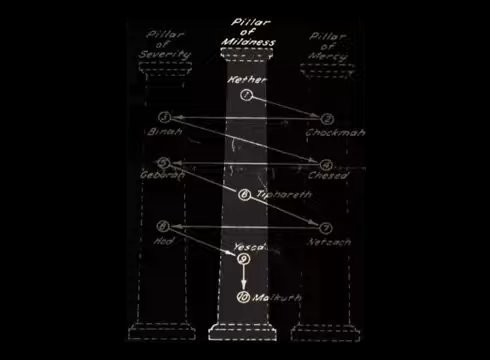 Pillar
of
Severity
Pillar
of
Mildness
Pillar
of
Mercy
Kether
1
3
2
Binah
Chockmah
5
4
Geburah
Chesed
6 Tiphareth
8
7
Hod
Netzach
Yesod
9
10 Malkuth